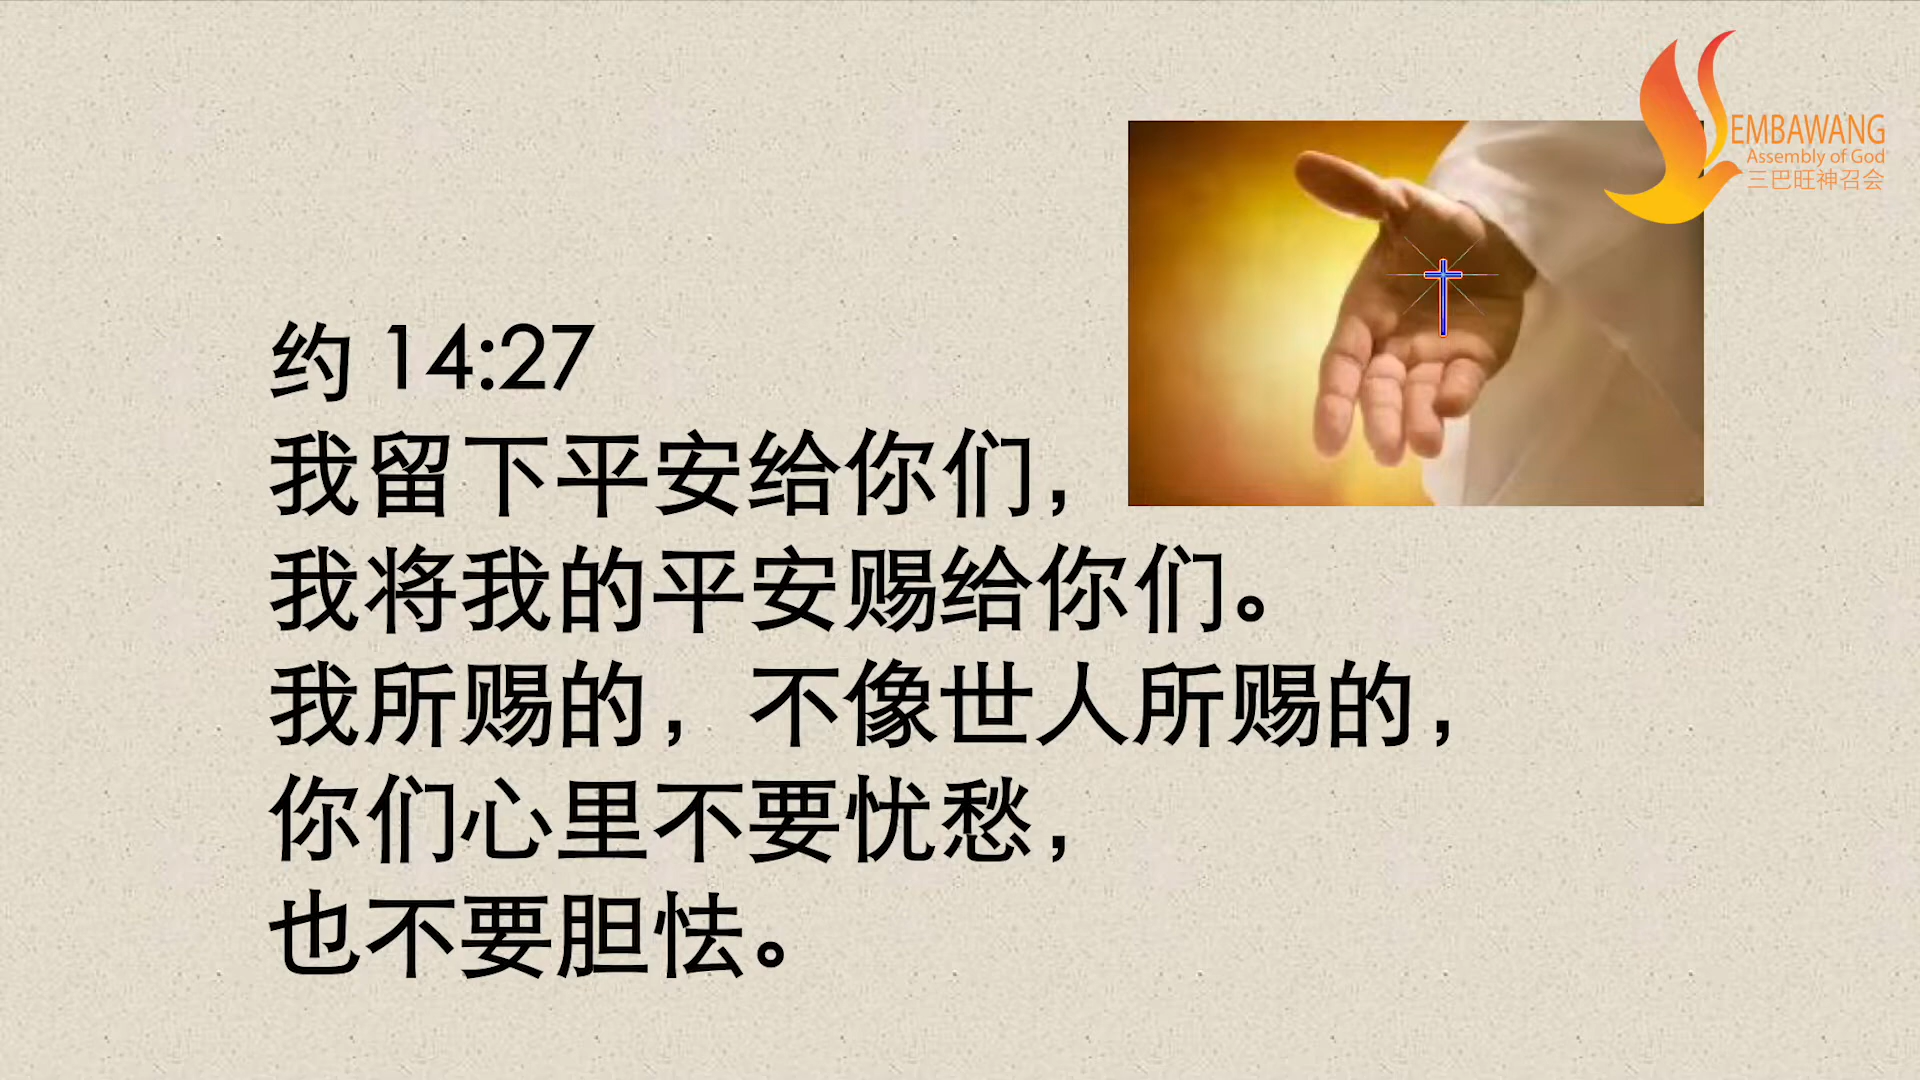 EMBAWANG
Assembly of God
三巴旺神召会
约 14:27
我留下平安给你们，
我将我的平安赐给你们。
我所赐的，不像世人所赐的，
你们心里不要忧愁，
也不要胆怯。